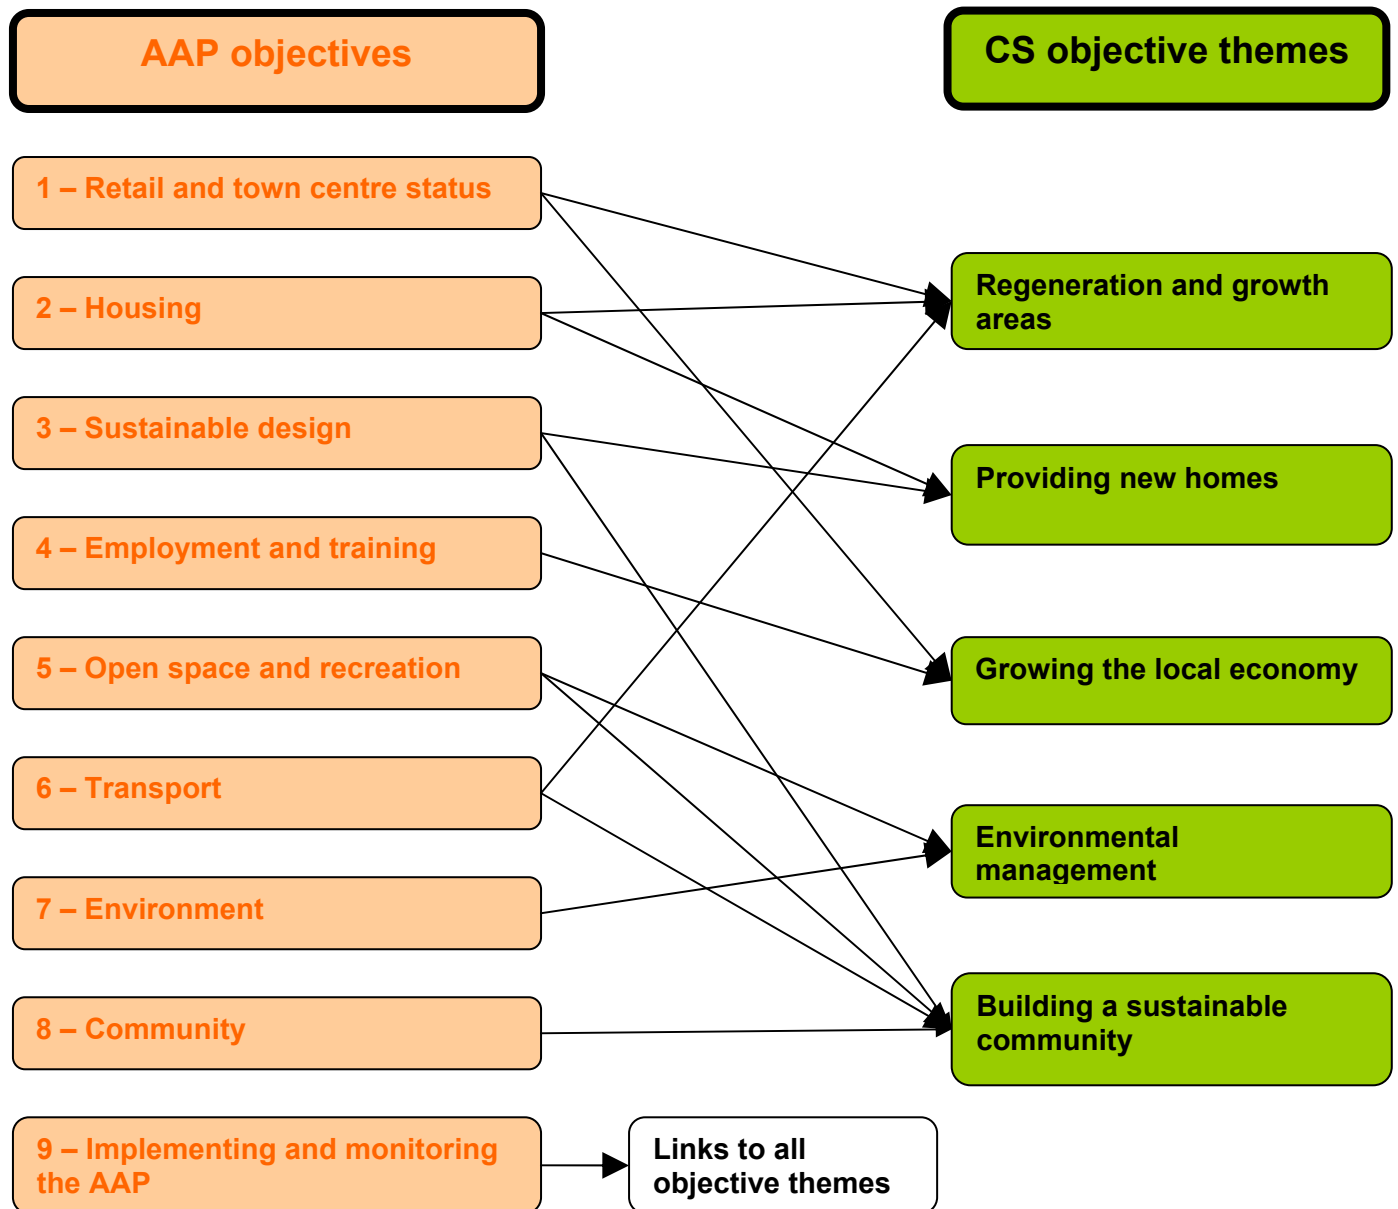 AAP objectives
CS objective themes
1 – Retail and town centre status
2 – Housing
3 – Sustainable design
4 – Employment and training
5 – Open space and recreation
6 – Transport
7 – Environment
8 – Community
9 – Implementing and monitoring
the AAP
Regeneration and growth
areas
Providing new homes
Growing the local economy
Environmental
management
Building a sustainable
community
Links to all
objective themes